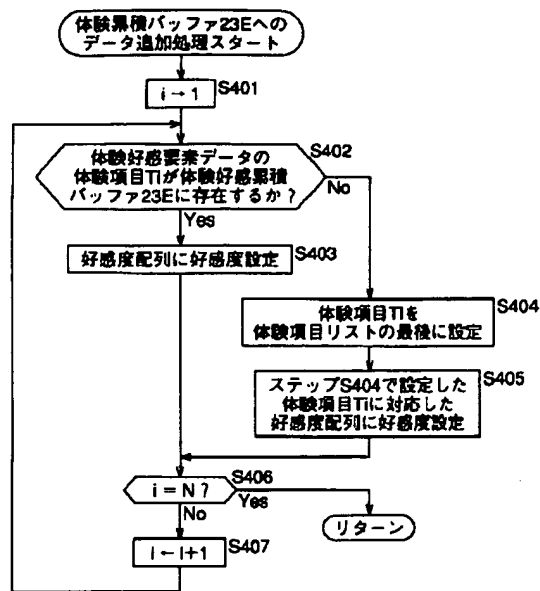 体験累積バッファ23Eへの
データ追加処理スタート
i→1
S401
体験好感要素データの
体験項目Tiが体験好感累積
バッファ23Eに存在するか?
S402
No
Yes
好感度配列に好感度設定
S403
体験項目Tiを
体験項目リストの最後に設定
S404
ステップS404で設定した
体験項目Tiに対応した
好感度配列に好感度設定
S405
i=N?
S406
Yes
No
リターン
i←i+1
S407